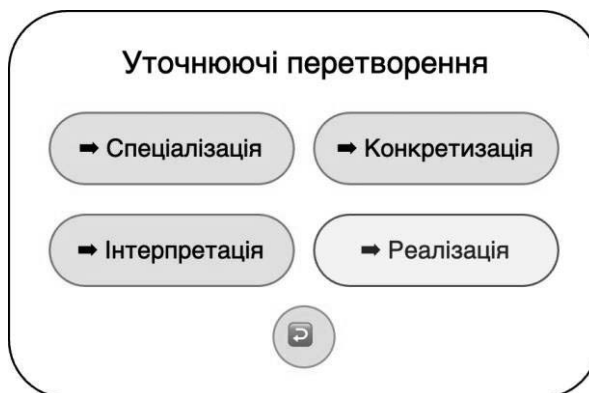 Уточнюючі перетворення
➡ Спеціалізація
➡ Конкретизація
➡ Інтерпретація
➡ Реалізація